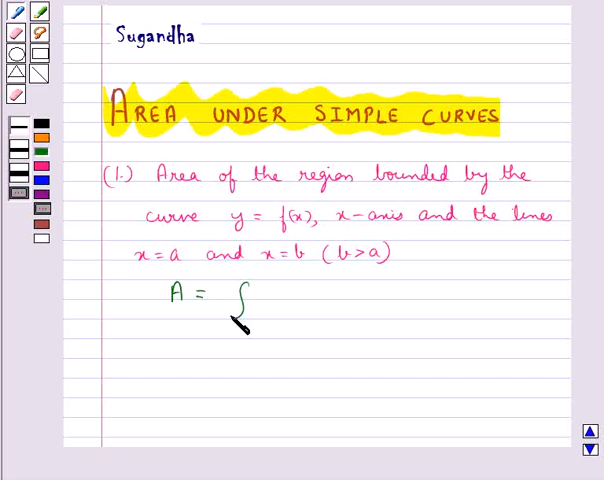 Sugandha
AREA UNDER SIMPLE CURVES
(1.) Area of the region bounded by the
curve y = f(x), x-axis and the lines
x = a and x = b (b > a)
A = ∫